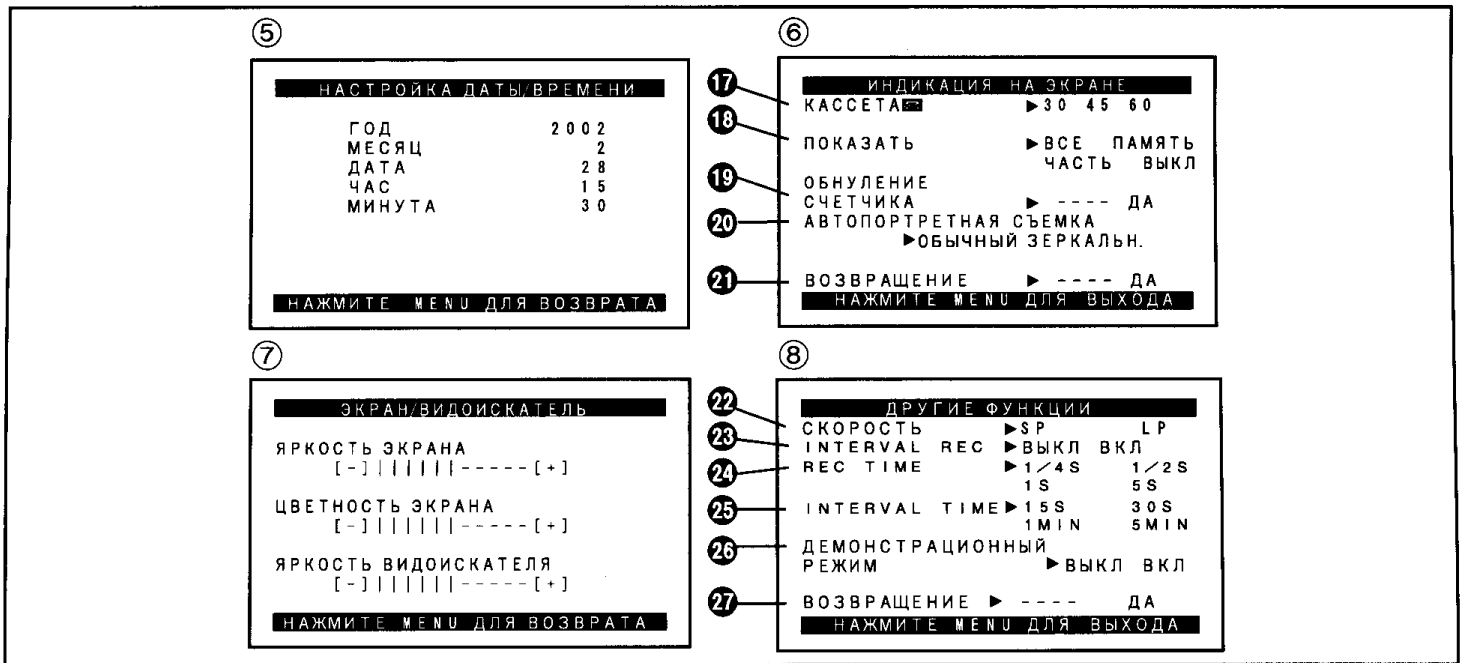 ⑤
НАСТРОЙКА ДАТЫ/ВРЕМЕНИ
ГОД 2002
МЕСЯЦ 2
ДАТА 28
ЧАС 15
МИНУТА 30
НАЖМИТЕ MENU ДЛЯ ВОЗВРАТА
⑥
ИНДИКАЦИЯ НА ЭКРАНЕ
17 КАССЕТА ▶30 45 60
18 ПОКАЗАТЬ ▶ВСЕ ПАМЯТЬ
ЧАСТЬ ВЫКЛ
19 ОБНУЛЕНИЕ
СЧЕТЧИКА ▶ ---- ДА
20 АВТОПОРТРЕТНАЯ СЪЕМКА
▶ОБЫЧНЫЙ ЗЕРКАЛЬН.
21 ВОЗВРАЩЕНИЕ ▶ ---- ДА
НАЖМИТЕ MENU ДЛЯ ВЫХОДА
⑦
ЭКРАН/ВИДОИСКАТЕЛЬ
ЯРКОСТЬ ЭКРАНА
[-]||||||-----[+]
ЦВЕТНОСТЬ ЭКРАНА
[-]||||||-----[+]
ЯРКОСТЬ ВИДОИСКАТЕЛЯ
[-]||||||-----[+]
НАЖМИТЕ MENU ДЛЯ ВОЗВРАТА
⑧
ДРУГИЕ ФУНКЦИИ
22 СКОРОСТЬ ▶SP LP
23 INTERVAL REC ▶ВЫКЛ ВКЛ
24 REC TIME ▶1/4S 1/2S
1S 5S
25 INTERVAL TIME▶15S 30S
1MIN 5MIN
26 ДЕМОНСТРАЦИОННЫЙ
РЕЖИМ ▶ВЫКЛ ВКЛ
27 ВОЗВРАЩЕНИЕ ▶ ---- ДА
НАЖМИТЕ MENU ДЛЯ ВЫХОДА